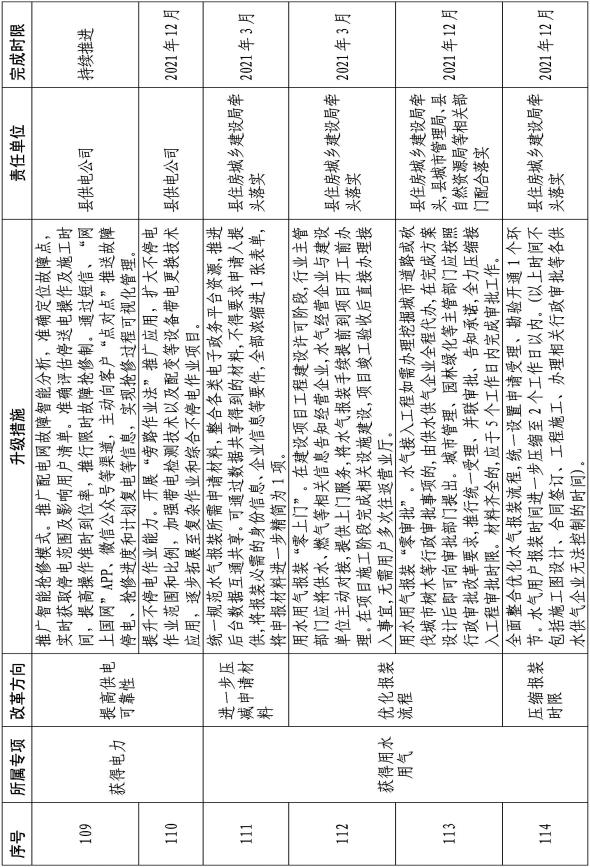 序号
所属专项
改革方向
升级措施
责任单位
完成时限
109
获得电力
提高供电
可靠性
推广智能抢修模式。推广配电网故障智能分析，准确定位故障点，
实时获取停电范围及影响用户清单。准确评估停送电操作及施工时
间，提高操作准时到位率，推行限时故障抢修制。通过短信、“网
上国网”APP、微信公众号等渠道，主动向客户“点对点”推送故障
停电、抢修进度和计划复电等信息，实现抢修过程可视化管理。
县供电公司
持续推进
110
提升不停电作业能力。开展“旁路作业法”推广应用，扩大不停电
作业范围和比例，加强带电检测技术以及配变等设备带电更换技术
应用，逐步拓展至复杂作业和综合不停电作业项目。
县供电公司
2021年12月
111
获得用水
用气
进一步压
减申请材
料
统一规范水气报装所需申请材料，整合各类电子政务平台资源，推进
后台数据互通共享。可通过数据共享得到的材料，不得要求申请人提
供，将报装必需的身份信息、企业信息等要件，全部浓缩进1张表单，
将申报材料进一步精简为1项。
县住房城乡建设局牵
头落实
2021年3月
112
优化报装
流程
用水用气报装“零上门”。在建设项目工程建设许可阶段，行业主管
部门应将供水、燃气等相关信息告知经营企业，水气经营企业与建设
单位主动对接，提供上门服务，将水气报装手续提前到项目开工前办
理。在项目施工阶段完成相关设施建设，项目竣工验收后直接办理接
入事宜，无需用户多次往返营业厅。
县住房城乡建设局牵
头落实
2021年3月
113
用水用气报装“零审批”。水气接入工程如需办理挖掘城市道路或砍
伐城市树木等行政审批事项的，由供水供气企业全程代办，在完成方案
设计后即可向审批部门提出。城市管理、园林绿化等主管部门应按照
行政审批改革要求，推行统一受理、并联审批、告知承诺，全力压缩接
入工程审批时限，材料齐全的，应于5个工作日内完成审批工作。
县住房城乡建设局牵
头，县城市管理局、县
自然资源局等相关部
门配合落实
2021年12月
114
压缩报装
时限
全面整合优化水气报装流程，统一设置申请受理、勘验开通1个环
节。水气用户报装时间进一步压缩至2个工作日以内。（以上时间不
包括施工图设计、合同签订、工程施工、办理相关行政审批等各供
水供气企业无法控制的时间）。
县住房城乡建设局牵
头落实
2021年12月